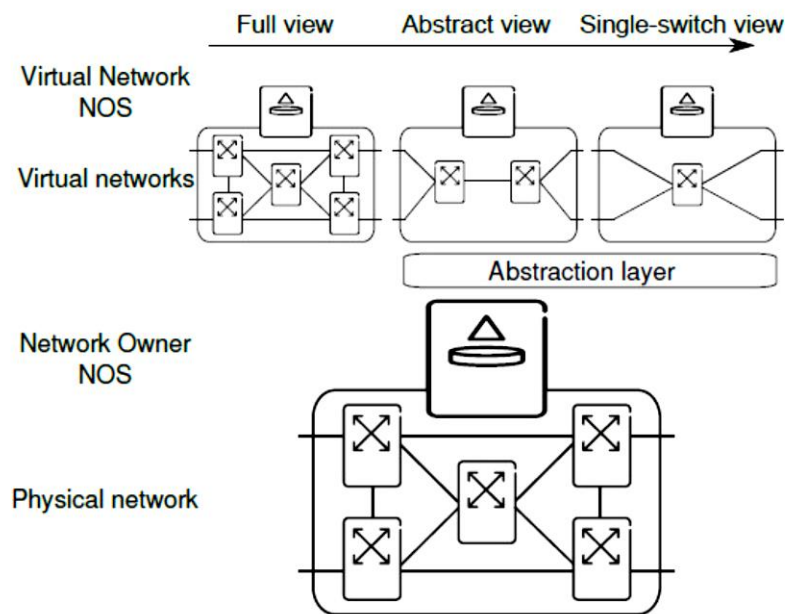 Full view
Abstract view
Single-switch view
Virtual Network
NOS
Virtual networks
Abstraction layer
Network Owner
NOS
Physical network